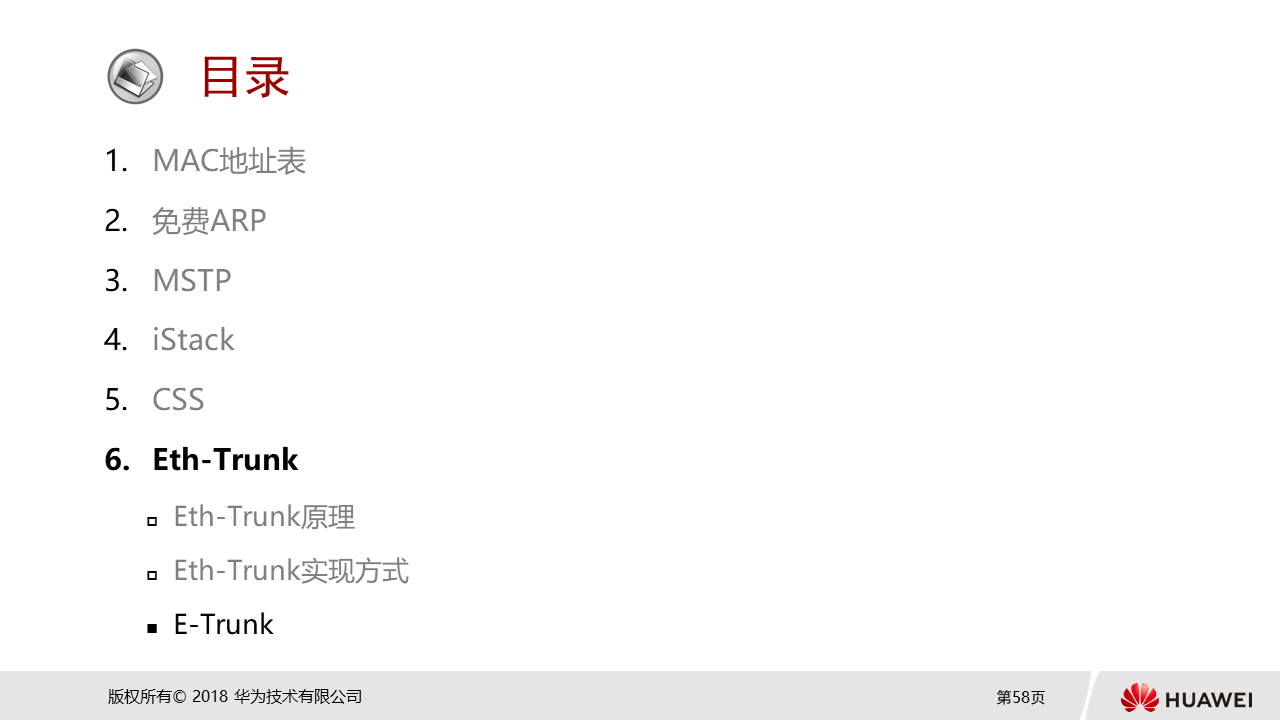 目录
1. MAC地址表
2. 免费ARP
3. MSTP
4. iStack
5. CSS
6. Eth-Trunk
Eth-Trunk原理
Eth-Trunk实现方式
E-Trunk
版权所有© 2018 华为技术有限公司
第58页
HUAWEI